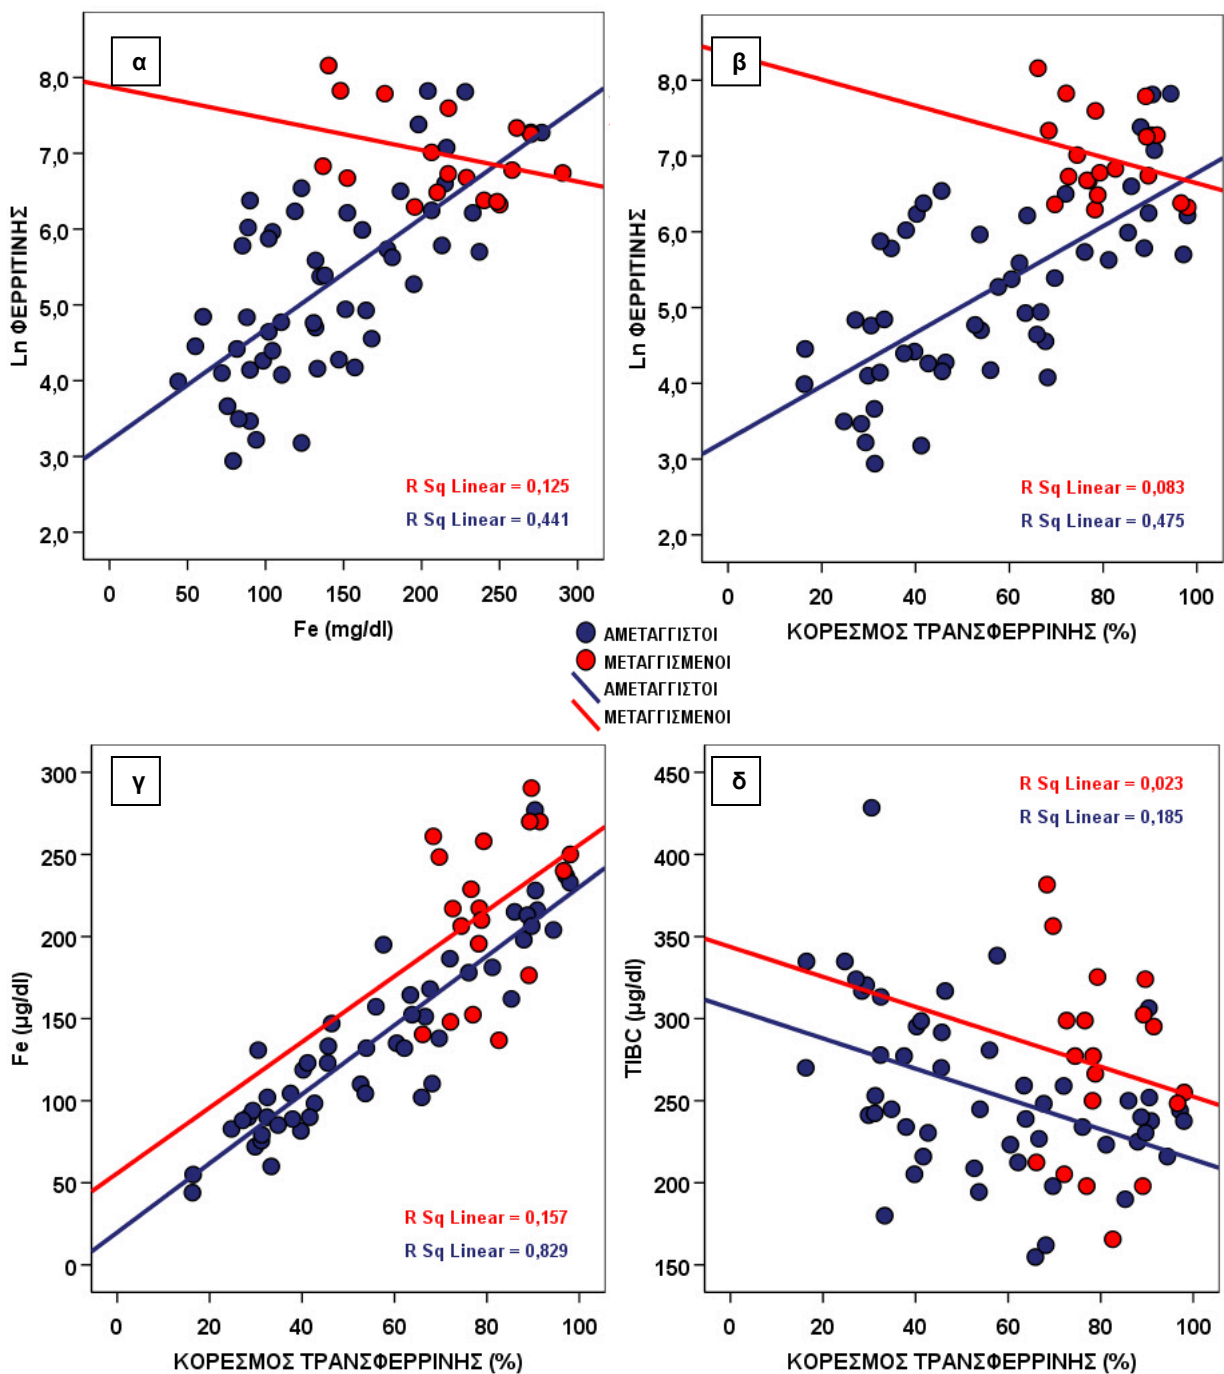 α
8,0
7,0
6,0
5,0
4,0
3,0
2,0
Ln ΦΕΡΡΙΤΙΝΗΣ
R Sq Linear = 0,125
R Sq Linear = 0,441
0 50 100 150 200 250 300
Fe (mg/dl)
β
8,0
7,0
6,0
5,0
4,0
3,0
2,0
Ln ΦΕΡΡΙΤΙΝΗΣ
R Sq Linear = 0,083
R Sq Linear = 0,475
0 20 40 60 80 100
ΚΟΡΕΣΜΟΣ ΤΡΑΝΣΦΕΡΡΙΝΗΣ (%)
ΑΜΕΤΑΓΓΙΣΤΟΙ
ΜΕΤΑΓΓΙΣΜΕΝΟΙ
ΑΜΕΤΑΓΓΙΣΤΟΙ
ΜΕΤΑΓΓΙΣΜΕΝΟΙ
γ
300
250
200
150
100
50
0
Fe (μg/dl)
R Sq Linear = 0,157
R Sq Linear = 0,829
0 20 40 60 80 100
ΚΟΡΕΣΜΟΣ ΤΡΑΝΣΦΕΡΡΙΝΗΣ (%)
δ
450
400
350
300
250
200
150
TIBC (μg/dl)
R Sq Linear = 0,023
R Sq Linear = 0,185
0 20 40 60 80 100
ΚΟΡΕΣΜΟΣ ΤΡΑΝΣΦΕΡΡΙΝΗΣ (%)